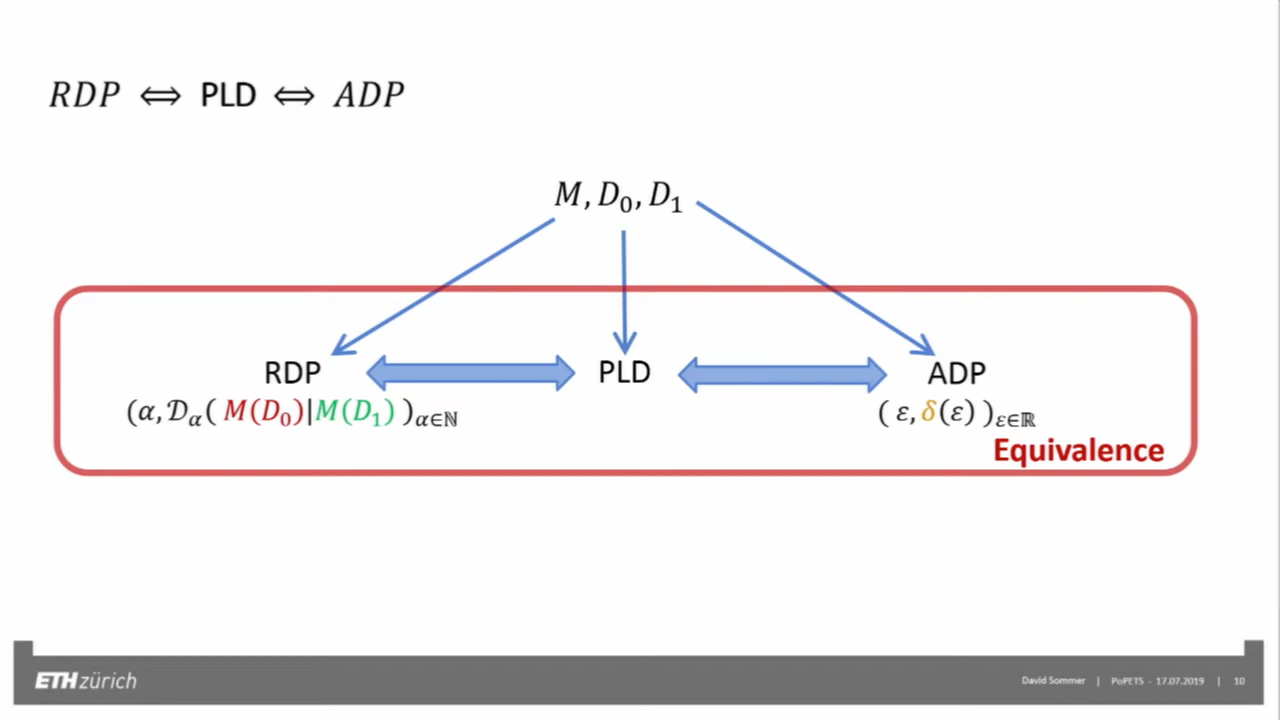 RDP ⇔ PLD ⇔ ADP
M, D₀, D₁
RDP PLD ADP
(α, 𝒟α( M(D₀)|M(D₁) )α∈ℕ ( ε, δ(ε) )ε∈ℝ
Equivalence
ETH zürich David Sommer | PoPETS - 17.07.2019 | 10